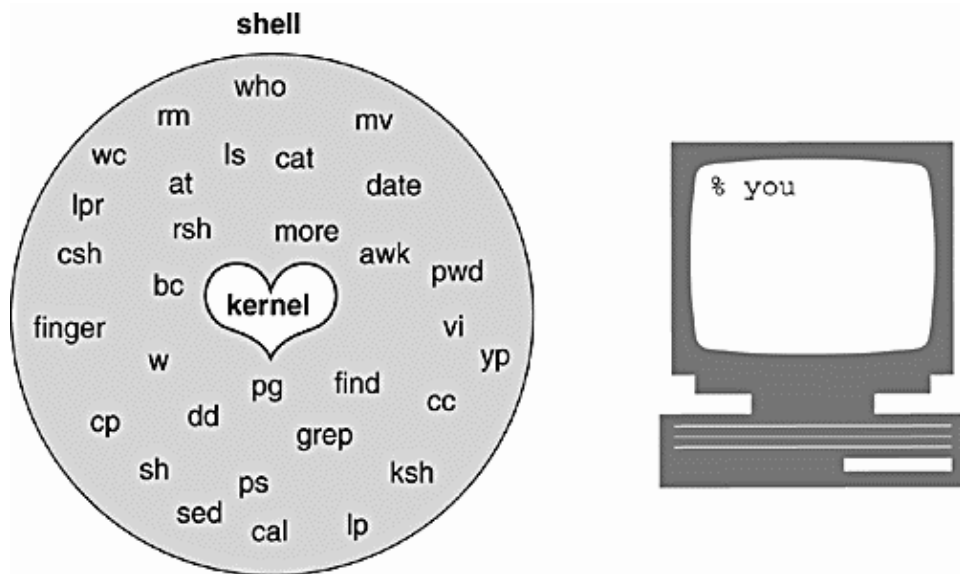 shell
who
rm
mv
wc
ls
cat
at
date
lpr
rsh
more
csh
awk
pwd
bc
kernel
finger
vi
w
yp
pg
find
cc
cp
dd
grep
sh
ps
ksh
sed
cal
lp
% you